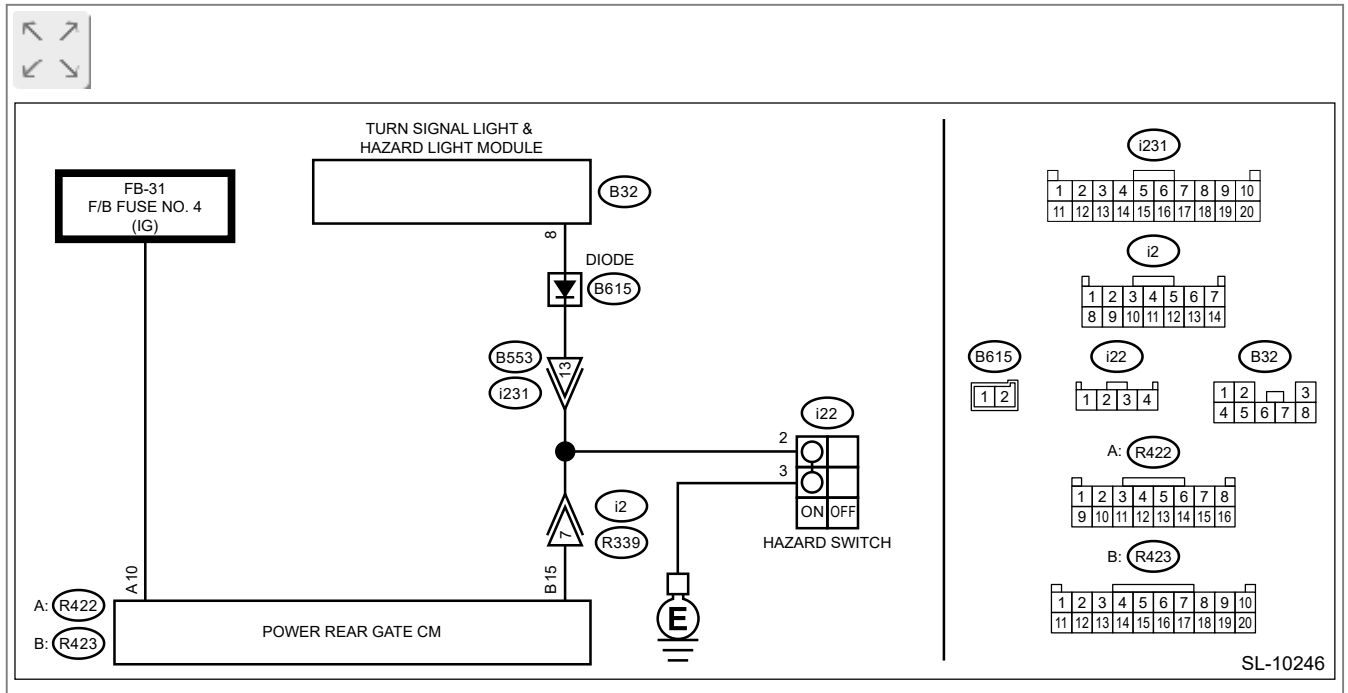 TURN SIGNAL LIGHT &
HAZARD LIGHT MODULE
FB-31
F/B FUSE NO. 4
(IG)
B32
8
DIODE
B615
B553
13
i231
i22
2
3
ON OFF
HAZARD SWITCH
i2
7
R339
A10
B15
E
A: R422
B: R423
POWER REAR GATE CM
i231
1 2 3 4 5 6 7 8 9 10
11 12 13 14 15 16 17 18 19 20
i2
1 2 3 4 5 6 7
8 9 10 11 12 13 14
B615
1 2
i22
1 2 3 4
B32
1 2 3
4 5 6 7 8
A: R422
1 2 3 4 5 6 7 8
9 10 11 12 13 14 15 16
B: R423
1 2 3 4 5 6 7 8 9 10
11 12 13 14 15 16 17 18 19 20
SL-10246